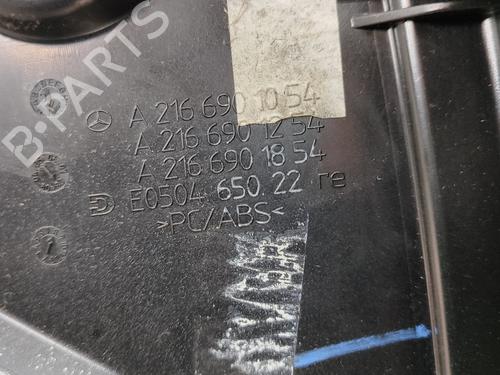 B-PARTS
A 216 690 10 54
A 216 690 12 54
A 216 690 18 54
E0504 650 22 re
>PC/ABS<